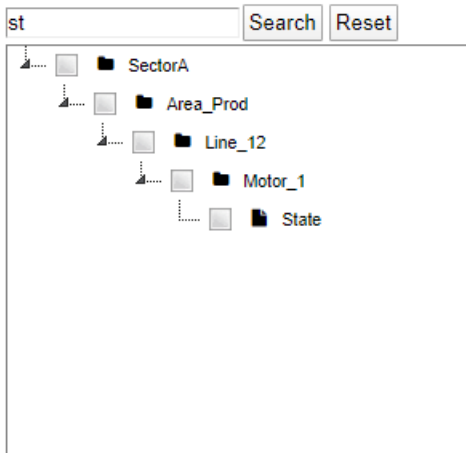 st Search Reset
SectorA
Area_Prod
Line_12
Motor_1
State